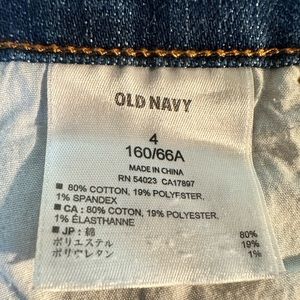 OLD NAVY
4
160/66A
MADE IN CHINA
RN 54023 CA17897
■ 80% COTTON, 19% POLYESTER,
1% SPANDEX
■ CA : 80% COTON, 19% POLYESTER,
1% ÉLASTHANNE
■ JP : 綿 80%
ポリエステル 19%
ポリウレタン 1%